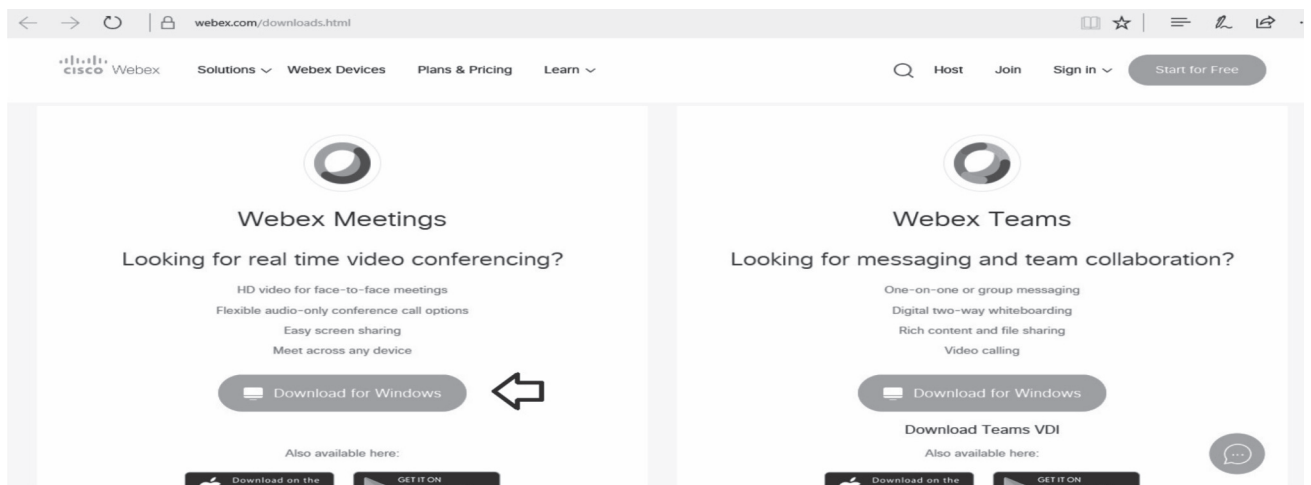 webex.com/downloads.html
cisco Webex Solutions Webex Devices Plans & Pricing Learn Host Join Sign in Start for Free
Webex Meetings
Looking for real time video conferencing?
HD video for face-to-face meetings
Flexible audio-only conference call options
Easy screen sharing
Meet across any device
Download for Windows
Also available here:
Download on the
GET IT ON
Webex Teams
Looking for messaging and team collaboration?
One-on-one or group messaging
Digital two-way whiteboarding
Rich content and file sharing
Video calling
Download for Windows
Download Teams VDI
Also available here:
Download on the
GET IT ON